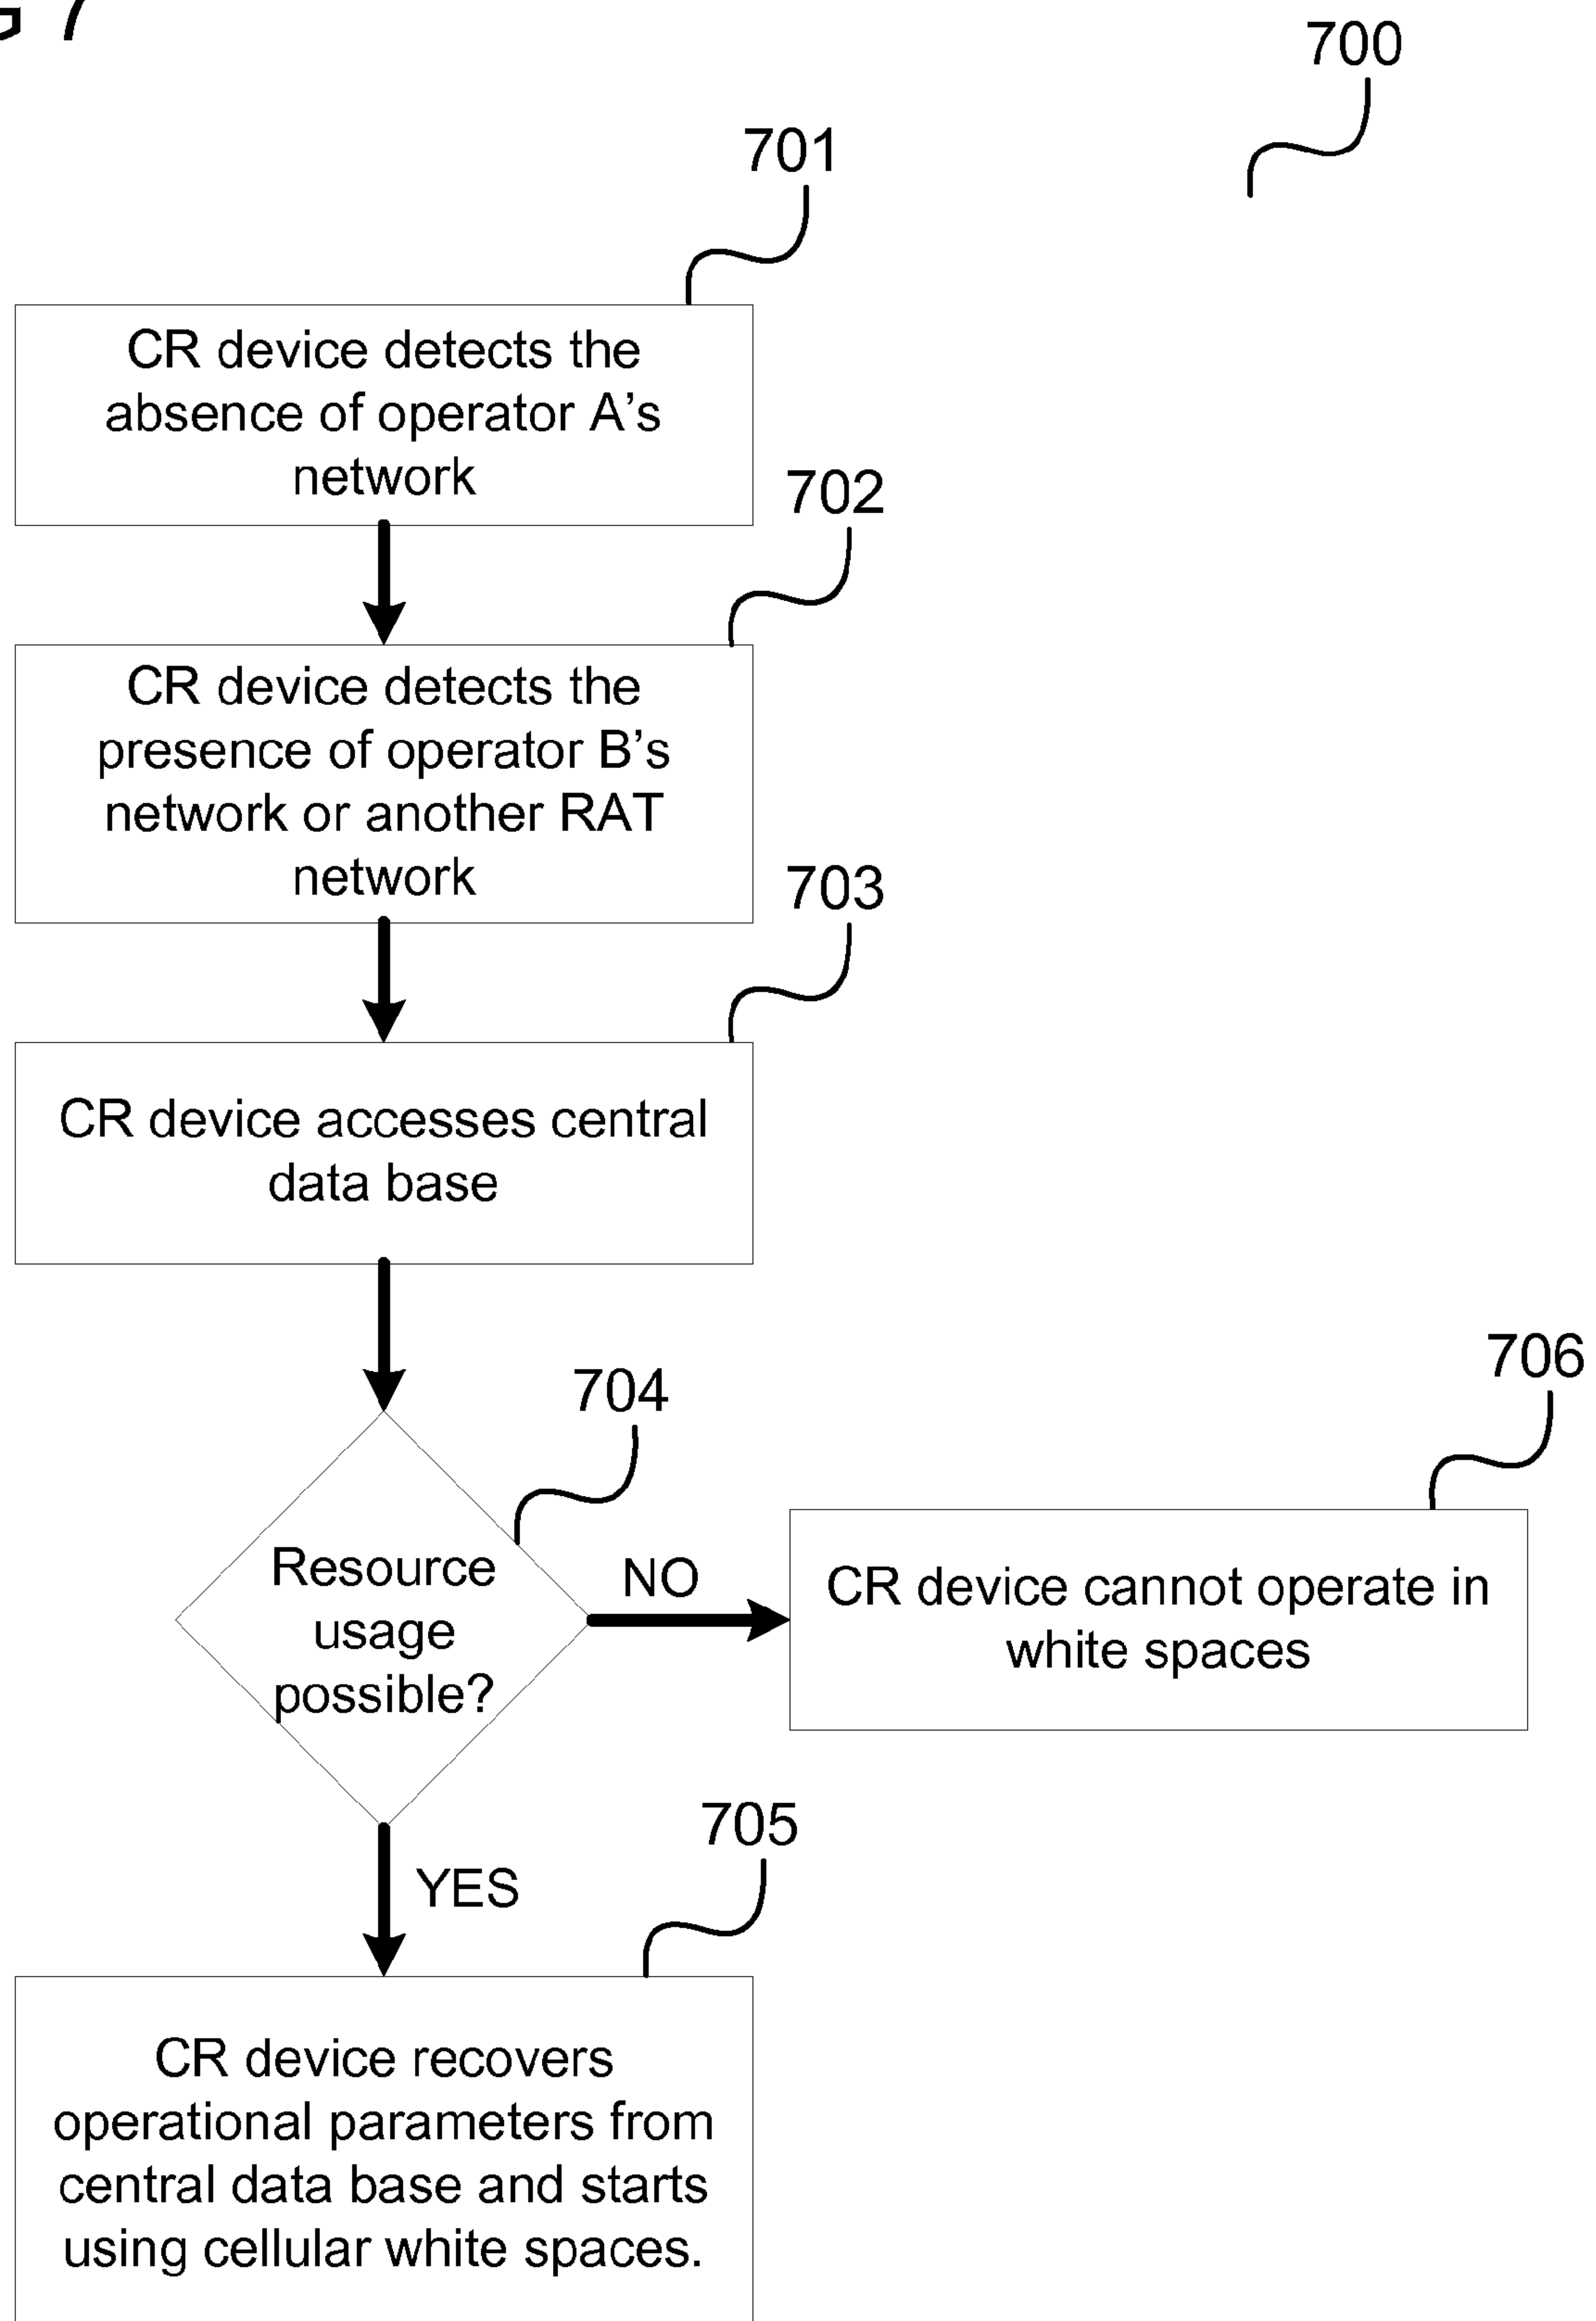 G 7
700
701
CR device detects the
absence of operator A's
network
702
CR device detects the
presence of operator B's
network or another RAT
network
703
CR device accesses central
data base
704
706
Resource
usage
possible?
NO
CR device cannot operate in
white spaces
705
YES
CR device recovers
operational parameters from
central data base and starts
using cellular white spaces.